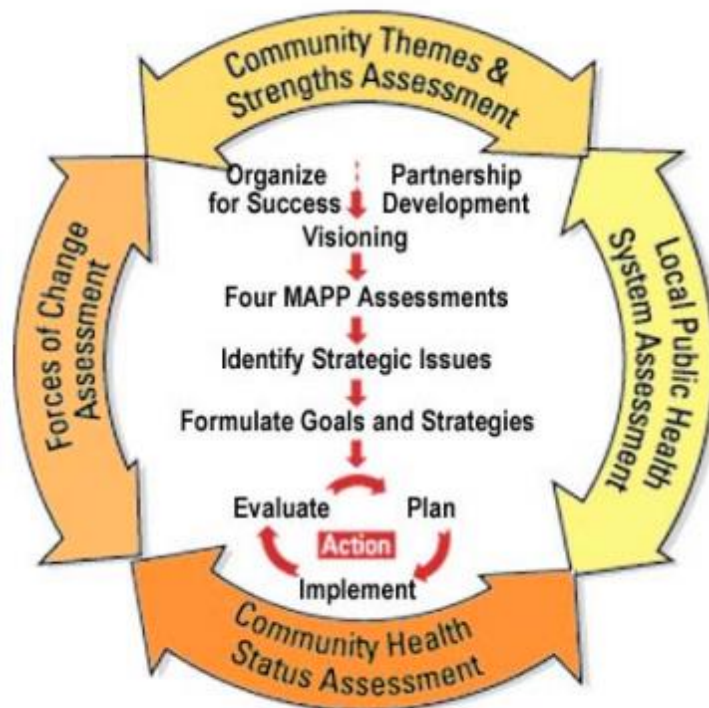 Community Themes &
Strengths Assessment
Organize
for Success
Partnership
Development
Visioning
Four MAPP Assessments
Identify Strategic Issues
Formulate Goals and Strategies
Evaluate
Plan
Action
Implement
Forces of Change
Assessment
Local Public Health
System Assessment
Community Health
Status Assessment